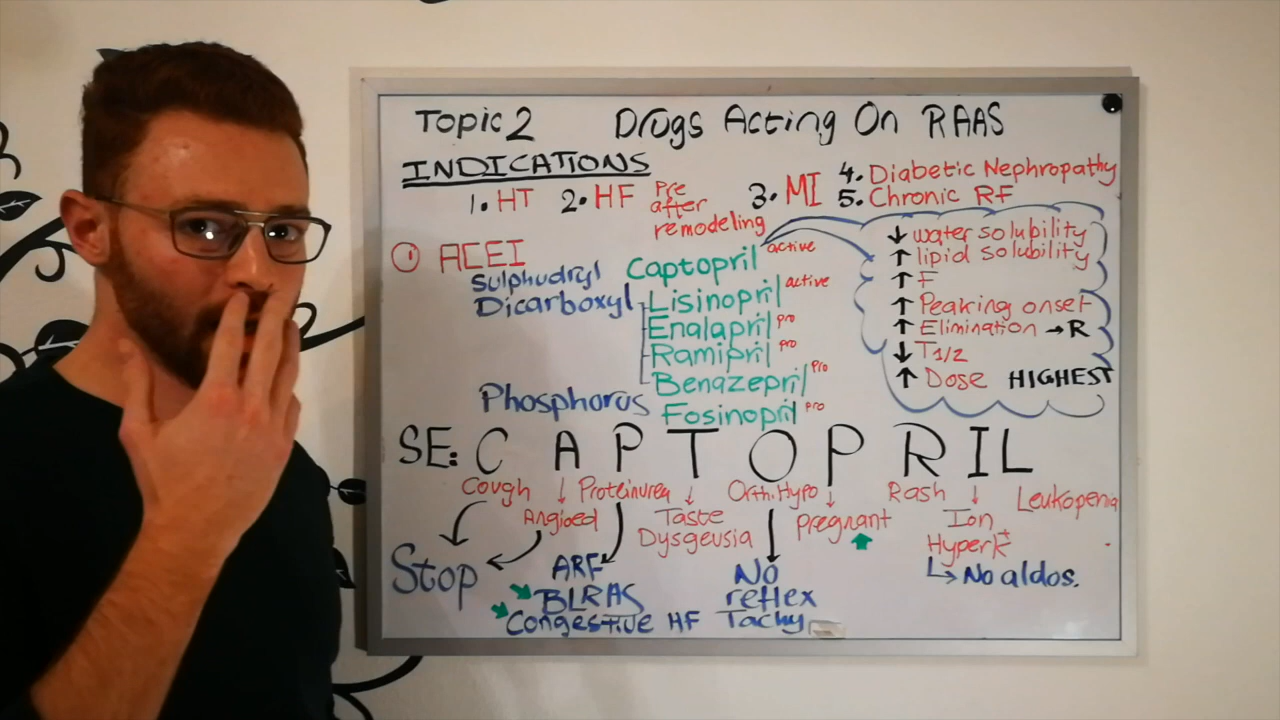 Topic 2 Drugs Acting On RAAS
INDICATIONS
1. HT 2. HF Pre after remodeling 3. MI 4. Diabetic Nephropathy
5. Chronic RF
① ACEI
Sulphudryl Captopril active
Dicarboxyl Lisinopril active
Enalapril pro
Ramipril pro
Benazepril pro
Phosphorus Fosinopril pro
↓ water solubility
↑ lipid solubility
↑ F
↑ Peaking onset
↑ Elimination → R
↓ T1/2
↑ Dose HIGHEST
SE: C A P T O P R I L
Cough ↓ Proteinurea ↓ Orth.Hypo ↓ Rash ↓ Leukopenia
Angioed Taste Pregnant Ion
Dysgeusia HyperK+
Stop ARF No ↳ No aldos.
BLRAS reflex
Congestive HF Tachy